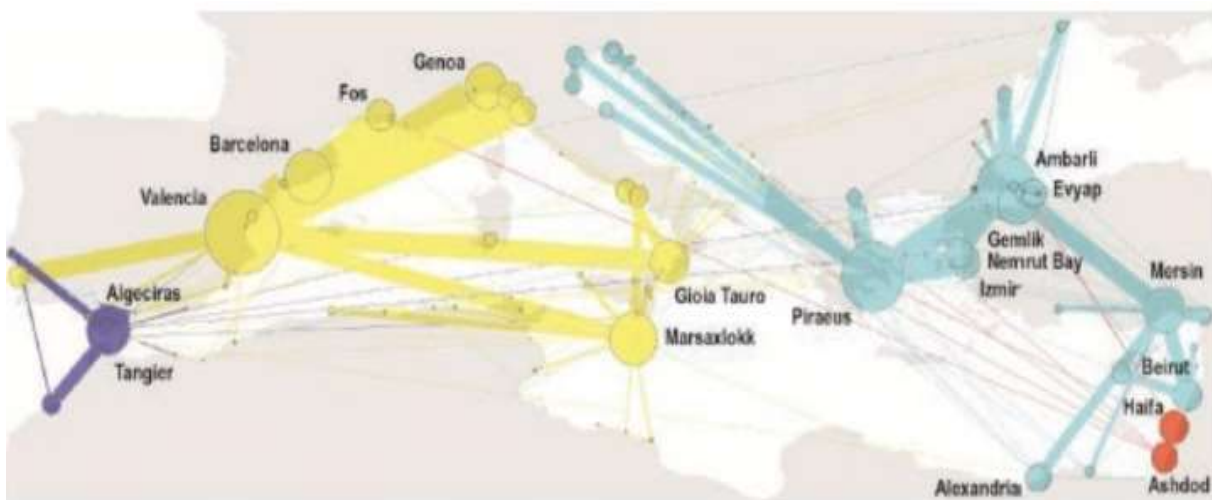 Genoa
Fos
Barcelona
Valencia
Algeciras
Tangier
Gioia Tauro
Marsaxlokk
Piraeus
Ambarli
Evyap
Gemlik
Nemrut Bay
Izmir
Mersin
Beirut
Haifa
Alexandria
Ashdod